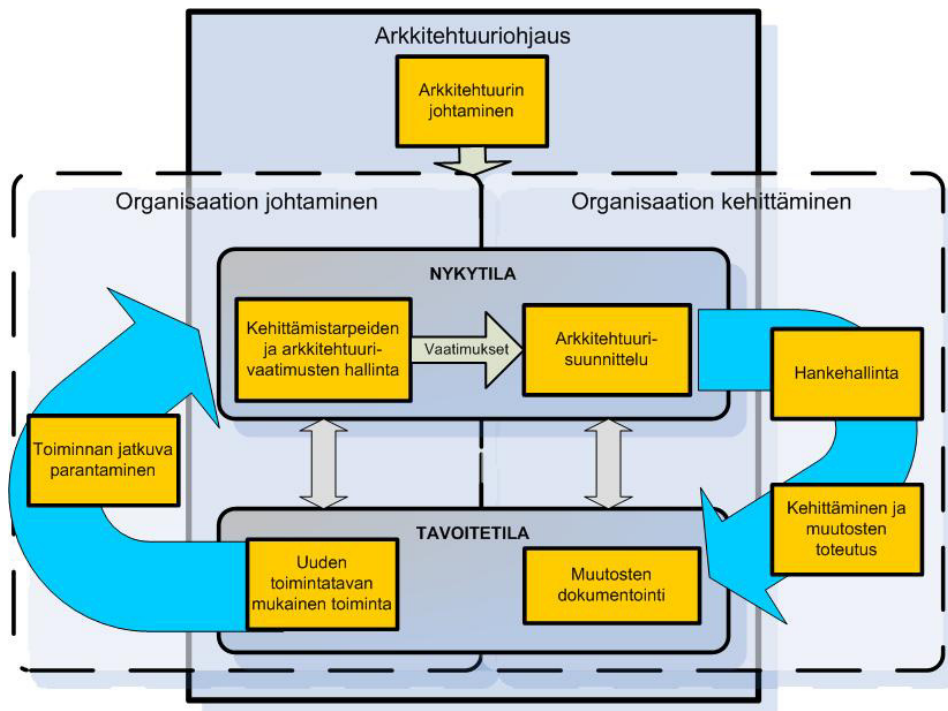 Arkkitehtuuriohjaus
Arkkitehtuurin
johtaminen
Organisaation johtaminen
Organisaation kehittäminen
NYKYTILA
Kehittämistarpeiden
ja arkkitehtuuri-
vaatimusten hallinta
Vaatimukset
Arkkitehtuuri-
suunnittelu
Hankehallinta
Toiminnan jatkuva
parantaminen
Kehittäminen ja
muutosten
toteutus
TAVOITETILA
Uuden
toimintatavan
mukainen toiminta
Muutosten
dokumentointi